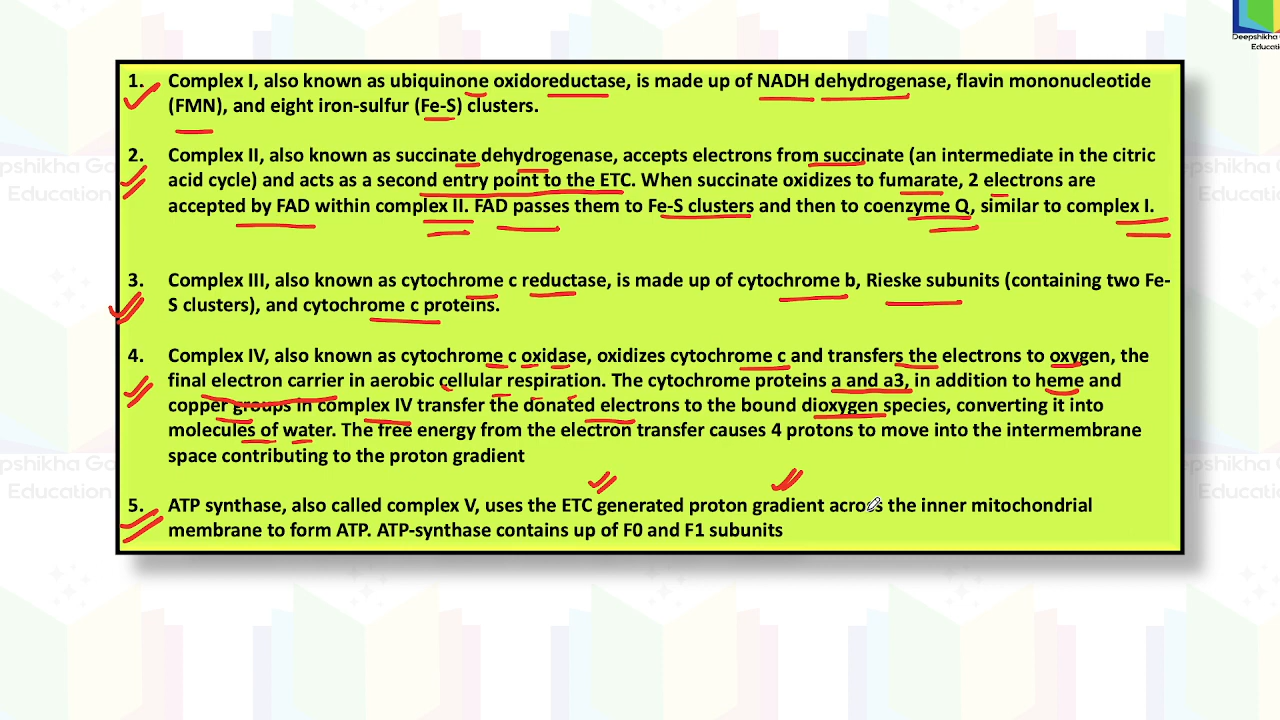 Deepshikha G
Educatio
1. Complex I, also known as ubiquinone oxidoreductase, is made up of NADH dehydrogenase, flavin mononucleotide
(FMN), and eight iron-sulfur (Fe-S) clusters.
2. Complex II, also known as succinate dehydrogenase, accepts electrons from succinate (an intermediate in the citric
acid cycle) and acts as a second entry point to the ETC. When succinate oxidizes to fumarate, 2 electrons are
accepted by FAD within complex II. FAD passes them to Fe-S clusters and then to coenzyme Q, similar to complex I.
3. Complex III, also known as cytochrome c reductase, is made up of cytochrome b, Rieske subunits (containing two Fe-
S clusters), and cytochrome c proteins.
4. Complex IV, also known as cytochrome c oxidase, oxidizes cytochrome c and transfers the electrons to oxygen, the
final electron carrier in aerobic cellular respiration. The cytochrome proteins a and a3, in addition to heme and
copper groups in complex IV transfer the donated electrons to the bound dioxygen species, converting it into
molecules of water. The free energy from the electron transfer causes 4 protons to move into the intermembrane
space contributing to the proton gradient
5. ATP synthase, also called complex V, uses the ETC generated proton gradient across the inner mitochondrial
membrane to form ATP. ATP-synthase contains up of F0 and F1 subunits